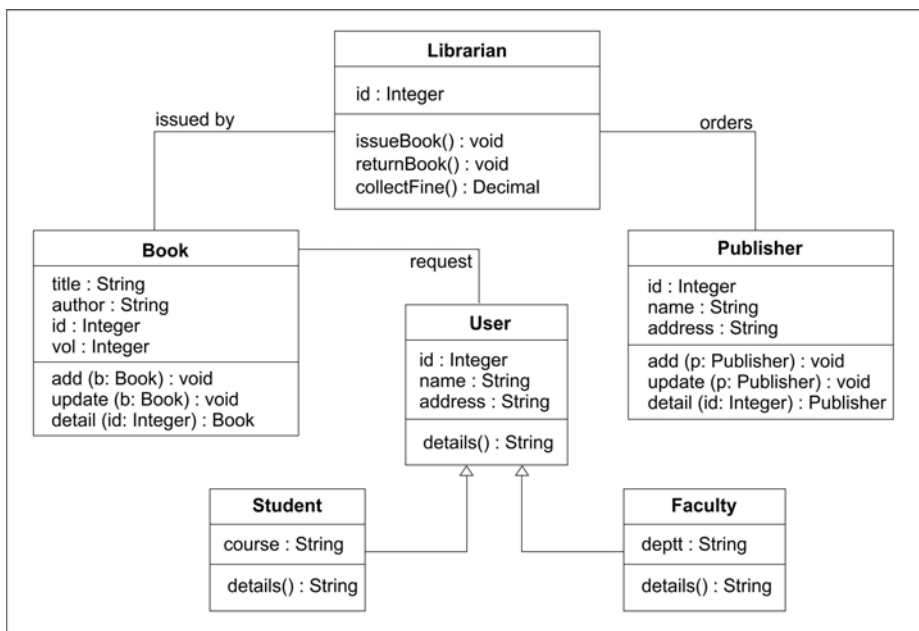 Librarian
id : Integer
issueBook() : void
returnBook() : void
collectFine() : Decimal
issued by
orders
Book
title : String
author : String
id : Integer
vol : Integer
add (b: Book) : void
update (b: Book) : void
detail (id: Integer) : Book
request
User
id : Integer
name : String
address : String
details() : String
Publisher
id : Integer
name : String
address : String
add (p: Publisher) : void
update (p: Publisher) : void
detail (id: Integer) : Publisher
Student
course : String
details() : String
Faculty
deptt : String
details() : String